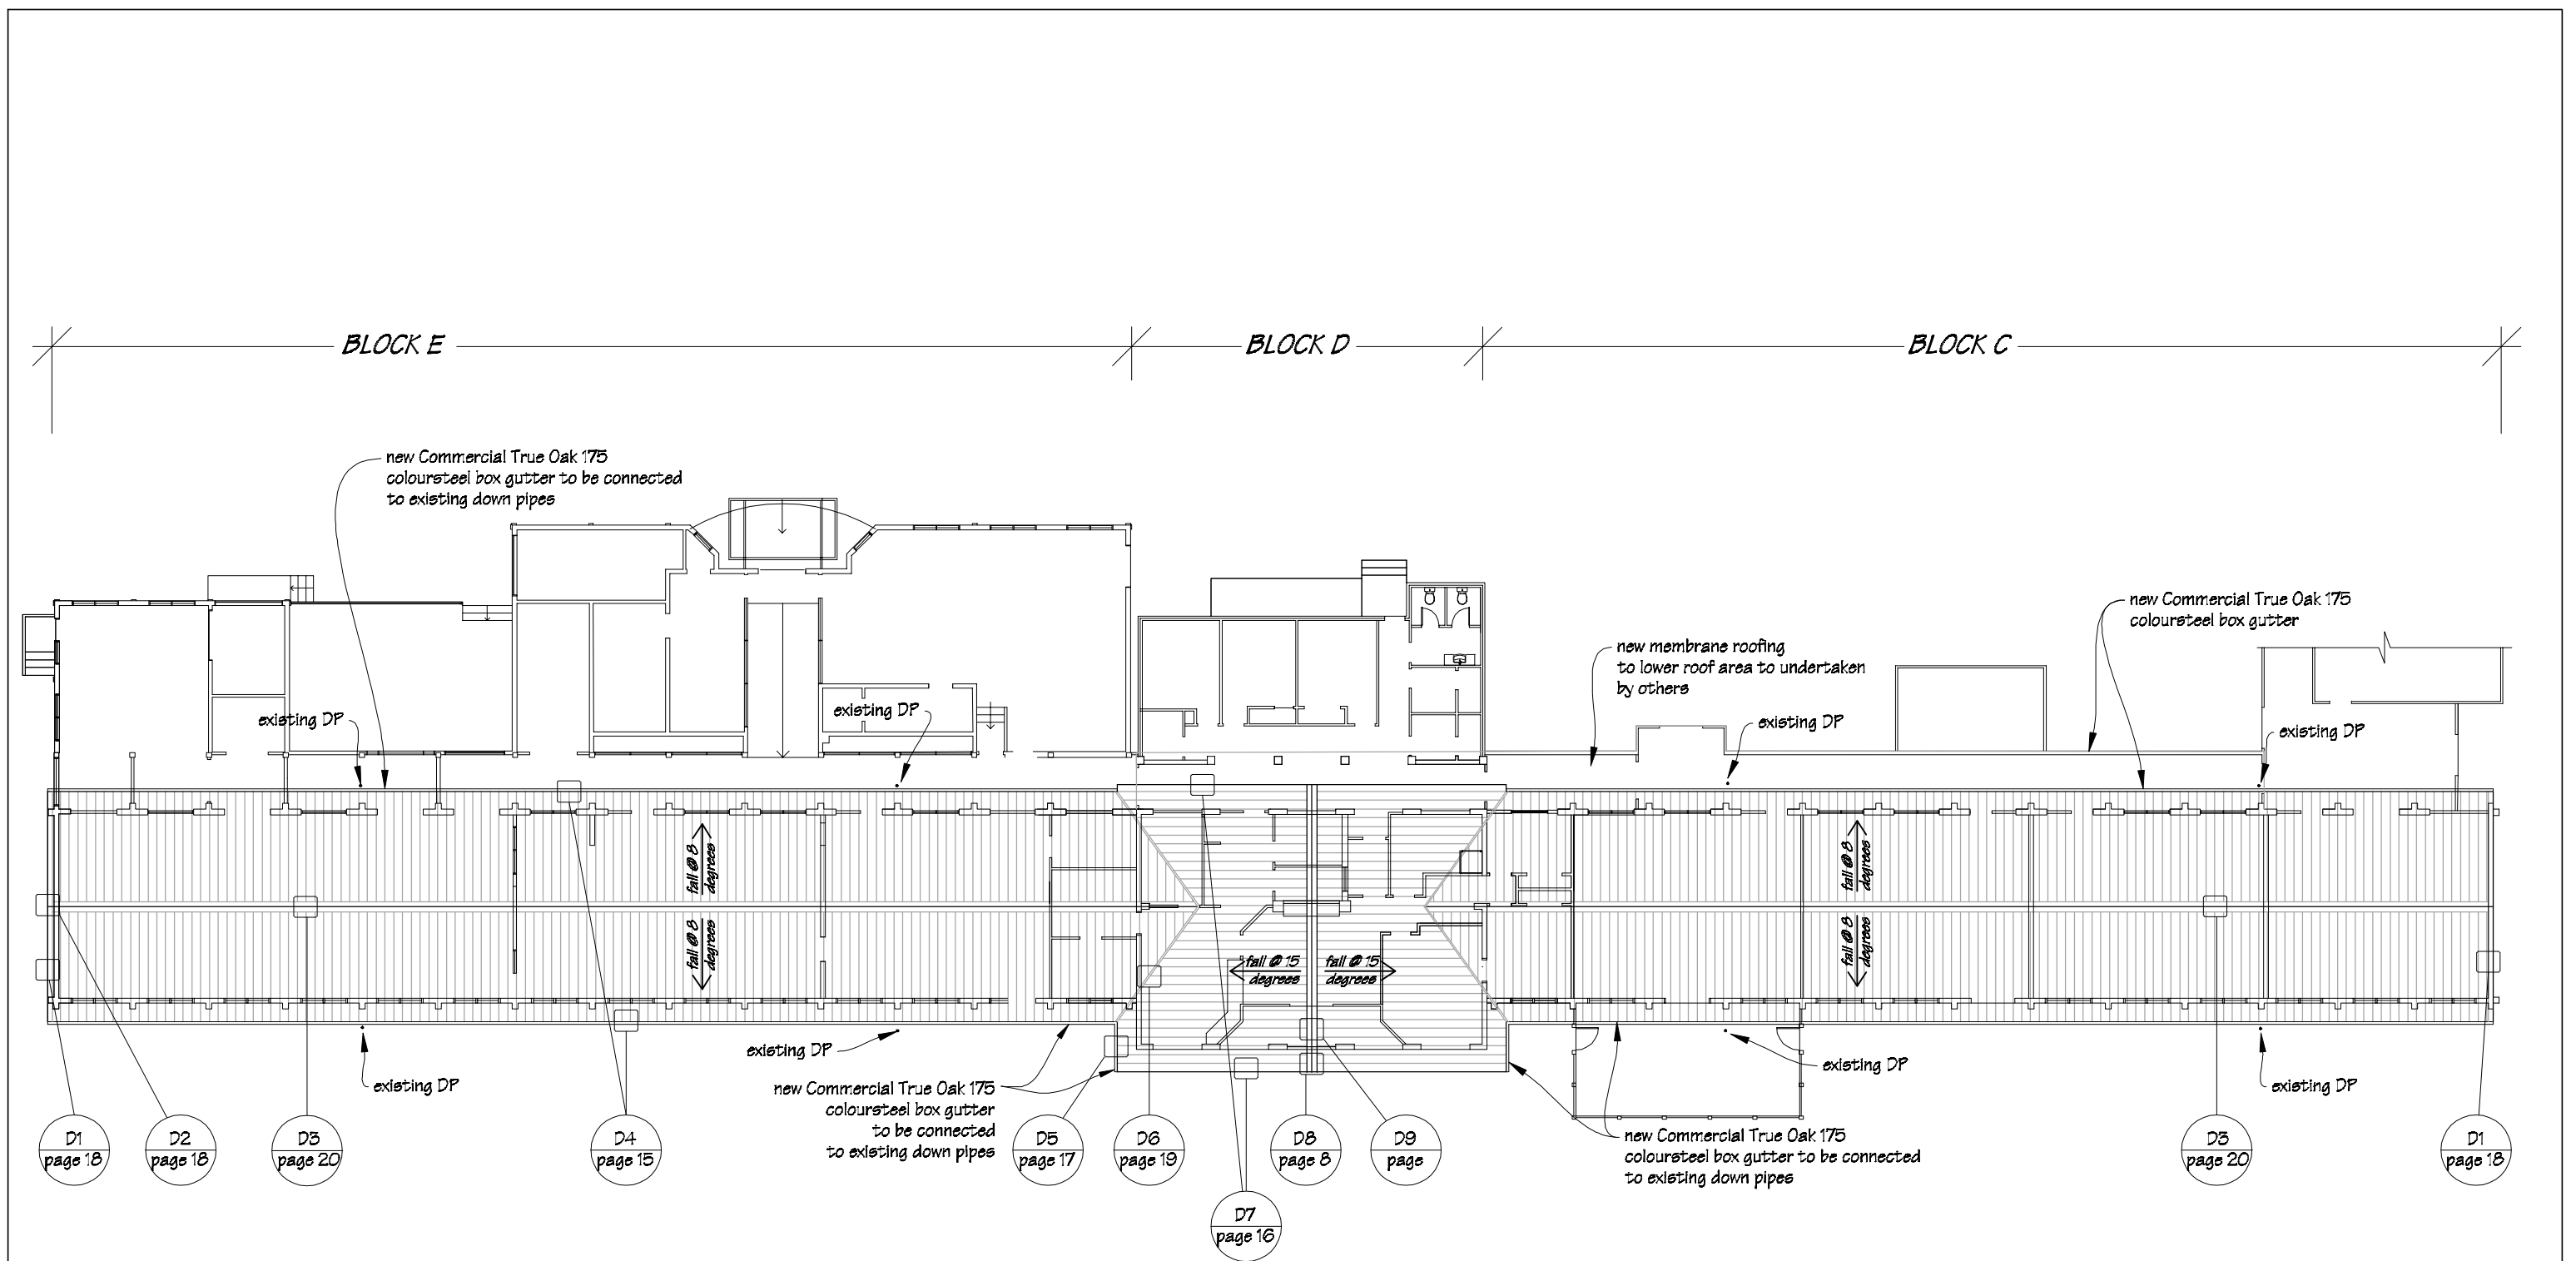 BLOCK E
BLOCK D
BLOCK C
new Commercial True Oak 175
coloursteel box gutter to be connected
to existing down pipes
new Commercial True Oak 175
coloursteel box gutter
new membrane roofing
to lower roof area to undertaken
by others
existing DP
existing DP
existing DP
existing DP
fall @ 8
degrees
fall @ 8
degrees
fall @ 8
degrees
fall @ 8
degrees
fall @ 15
degrees
fall @ 15
degrees
existing DP
existing DP
existing DP
existing DP
new Commercial True Oak 175
coloursteel box gutter
to be connected
to existing down pipes
new Commercial True Oak 175
coloursteel box gutter to be connected
to existing down pipes
D1
page 18
D2
page 18
D3
page 20
D4
page 15
D5
page 17
D6
page 19
D8
page 8
D9
page
D3
page 20
D1
page 18
D7
page 16